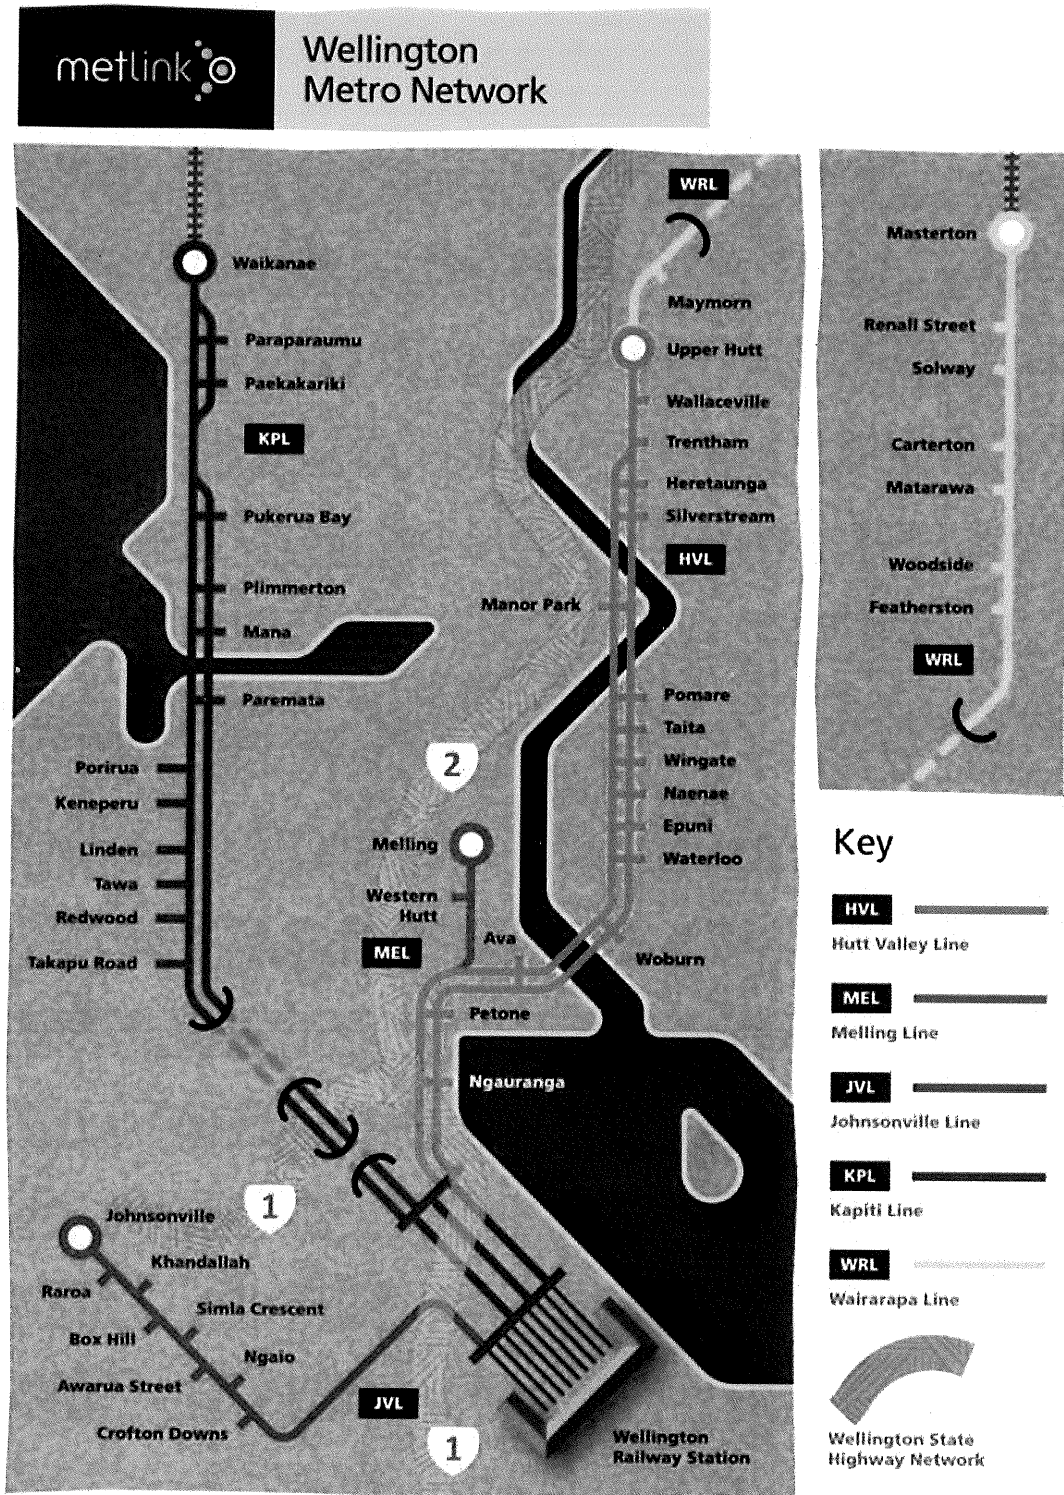 metlink
Wellington
Metro Network
WRL
Waikanae
Maymorn
Paraparaumu
Upper Hutt
Paekakariki
Wallaceville
KPL
Trentham
Heretaunga
Pukerua Bay
Silverstream
HVL
Plimmerton
Manor Park
Mana
Paremata
Pomare
Taita
2
Wingate
Porirua
Naenae
Keneperu
Epuni
Melling
Linden
Waterloo
Tawa
Western
Hutt
Redwood
Ava
MEL
Takapu Road
Woburn
Petone
Ngauranga
1
Johnsonville
Khandallah
Raroa
Simla Crescent
Box Hill
Ngaio
Awarua Street
JVL
Crofton Downs
1
Wellington
Railway Station
Masterton
Renall Street
Solway
Carterton
Matarawa
Woodside
Featherston
WRL
Key
HVL
Hutt Valley Line
MEL
Melling Line
JVL
Johnsonville Line
KPL
Kapiti Line
WRL
Wairarapa Line
Wellington State
Highway Network